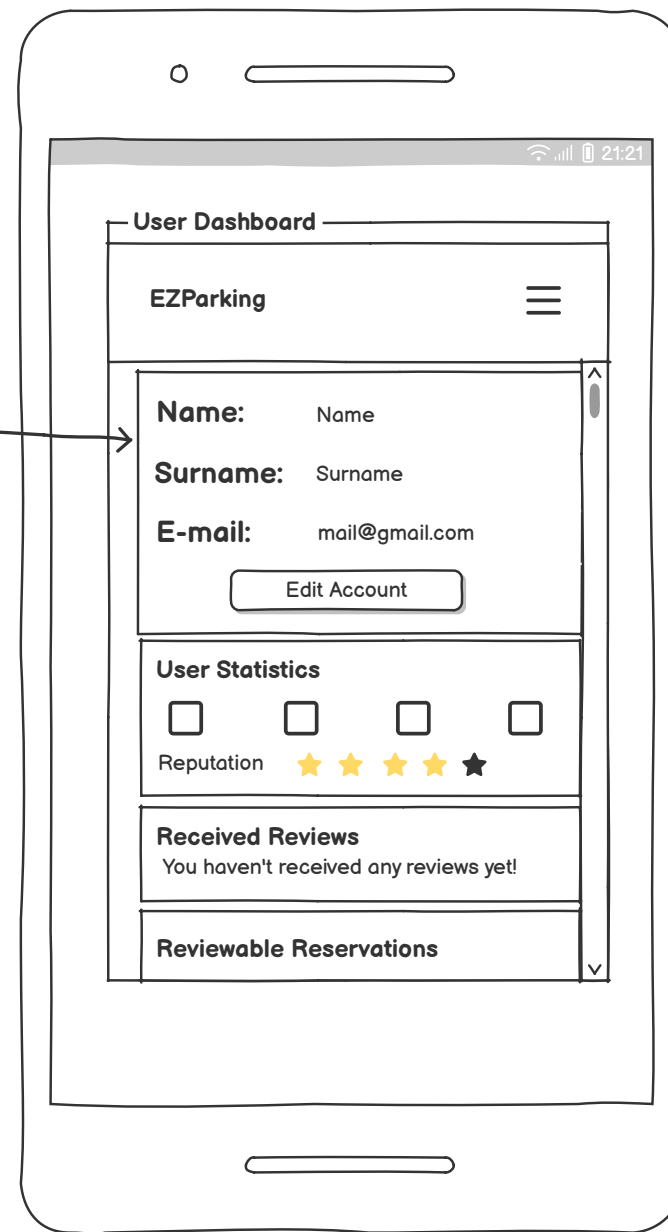 21:21
User Dashboard
EZParking
Name: Name
Surname: Surname
E-mail: mail@gmail.com
Edit Account
User Statistics
Reputation
Received Reviews
You haven't received any reviews yet!
Reviewable Reservations